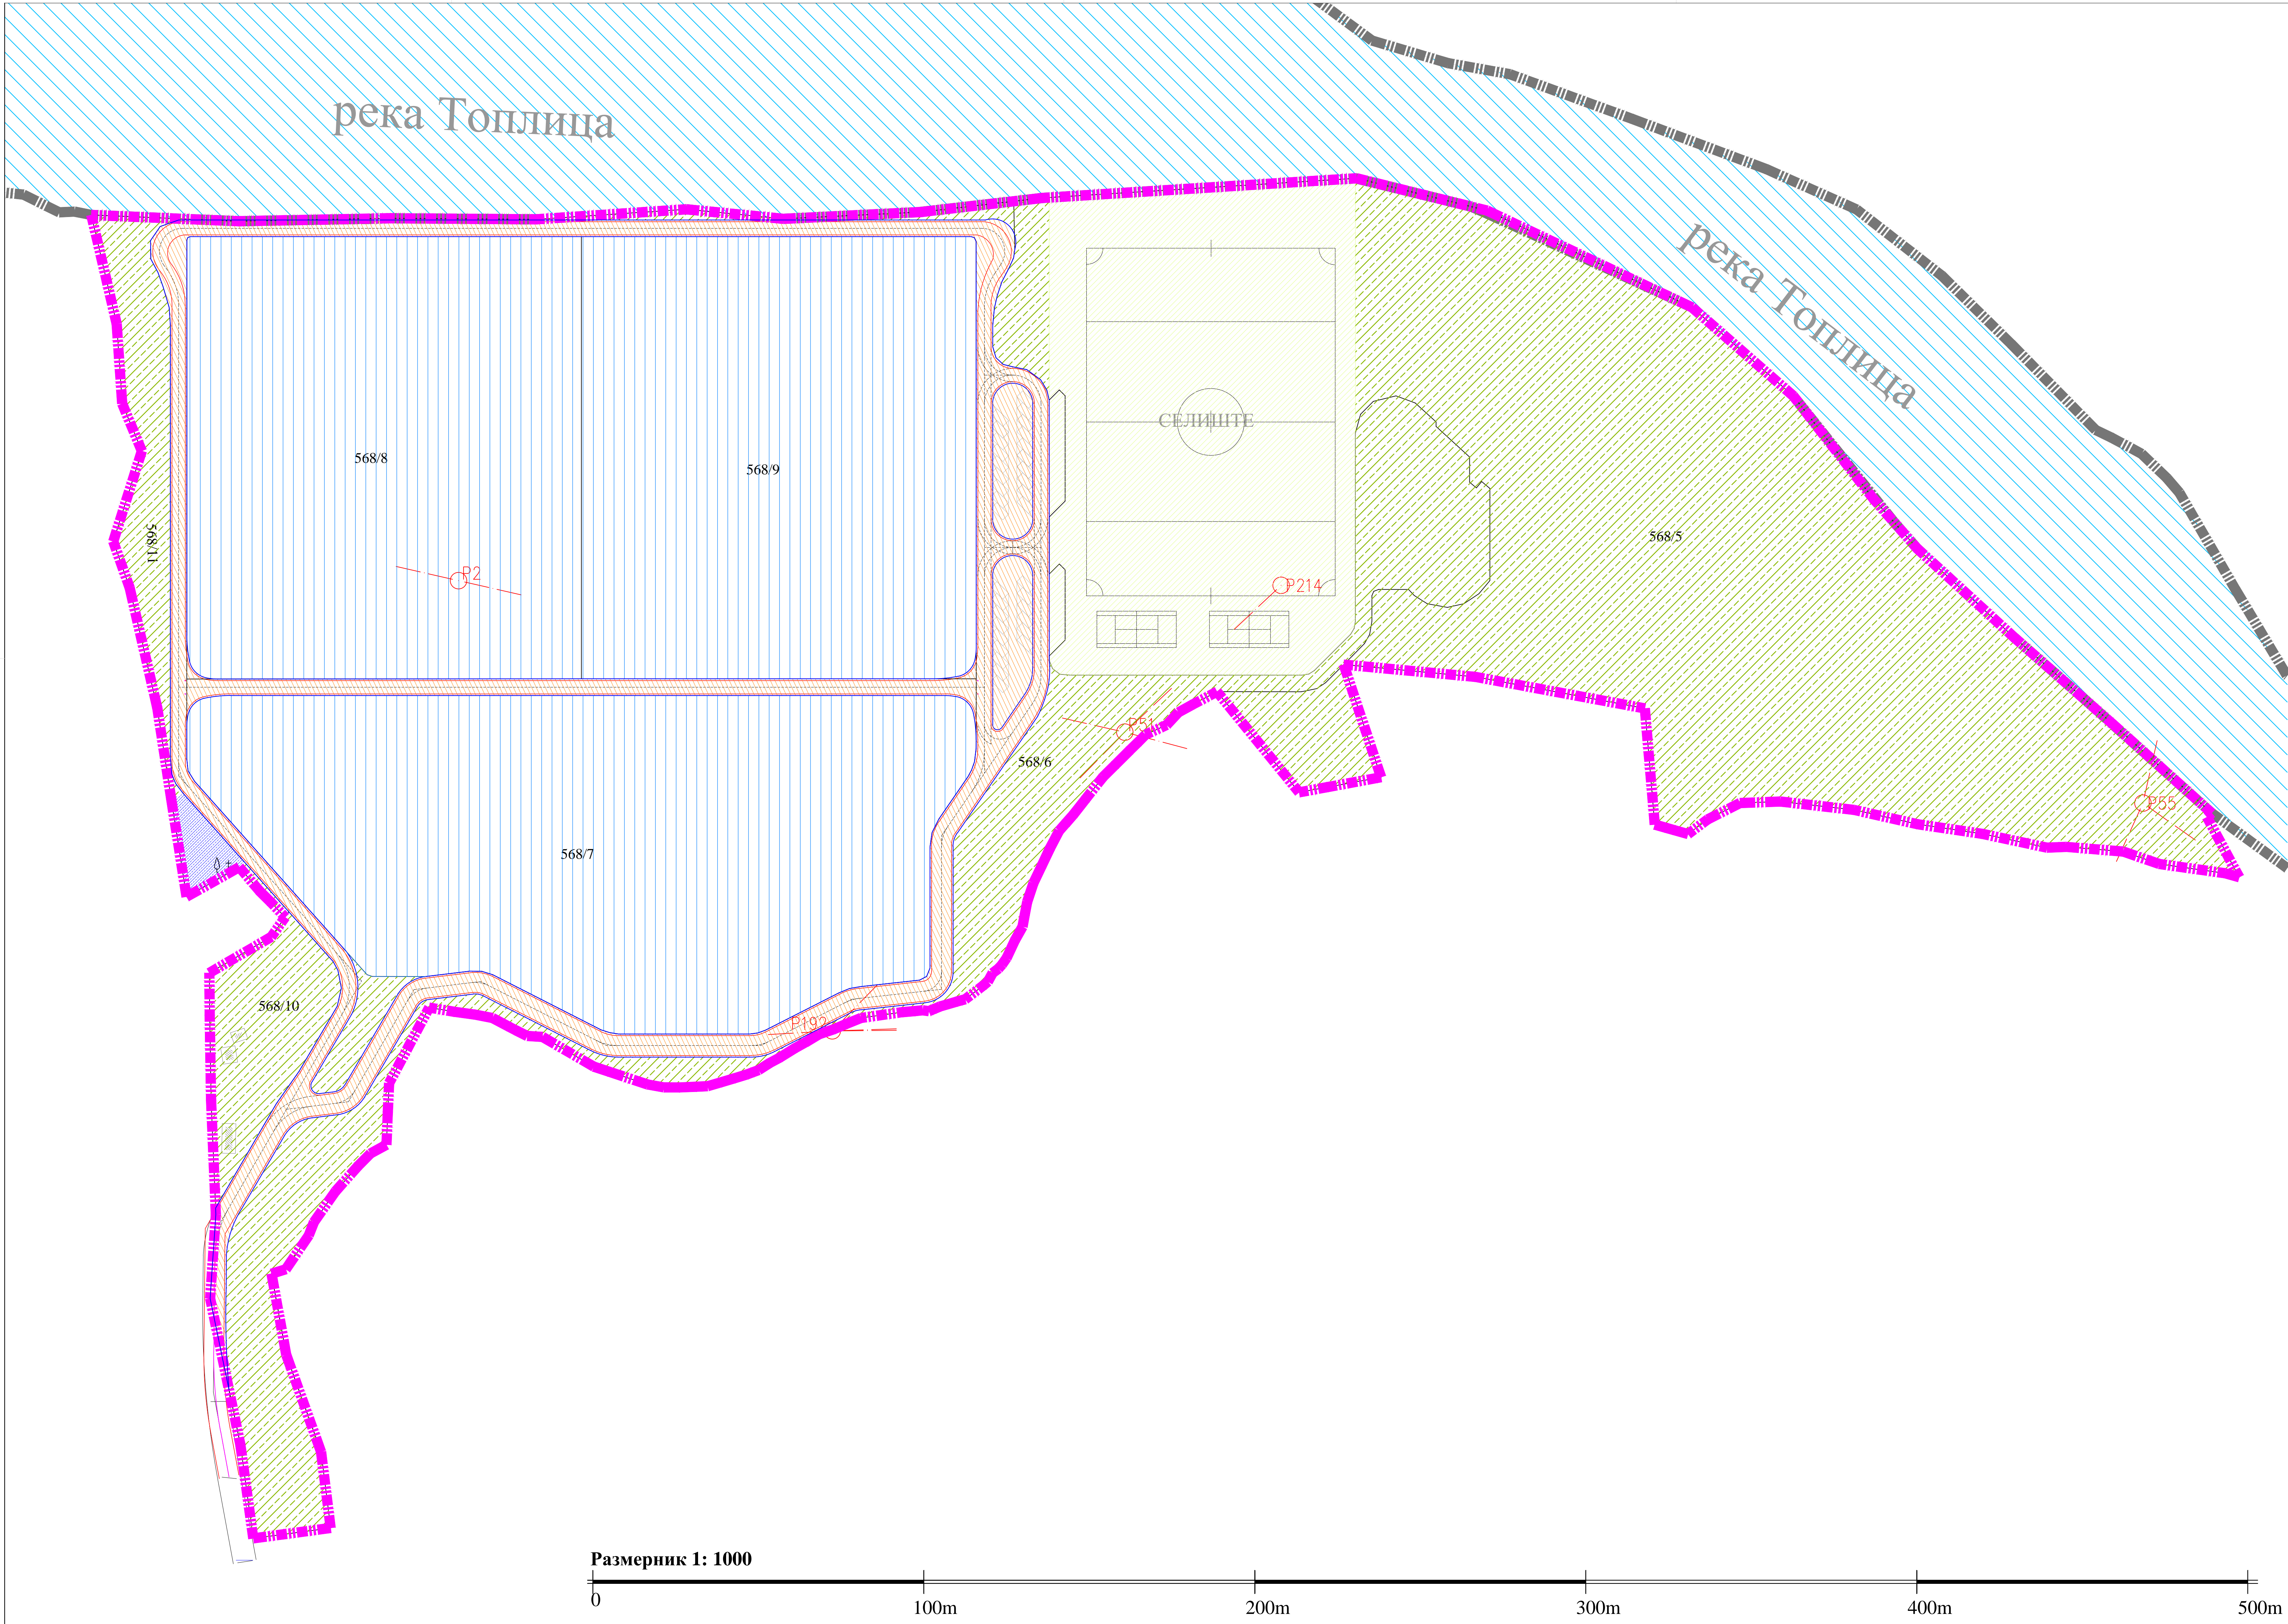 река Топлица
река Топлица
СЕЛИШТЕ
568/8
568/9
568/11
568/5
P2
P214
P51
568/6
P55
568/7
568/10
P192
Размерник 1: 1000
0
100m
200m
300m
400m
500m